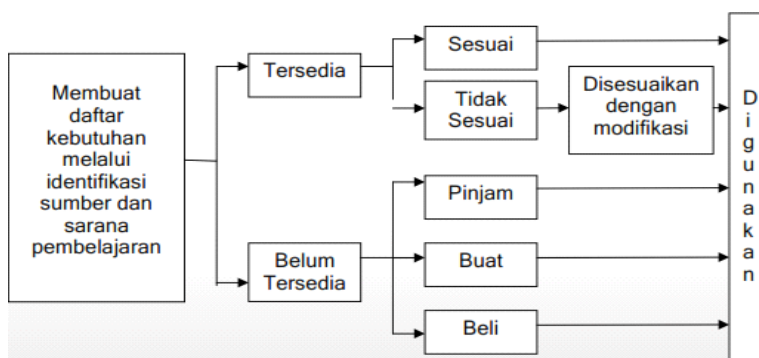 Membuat
daftar
kebutuhan
melalui
identifikasi
sumber dan
sarana
pembelajaran
Tersedia
Belum
Tersedia
Sesuai
Tidak
Sesuai
Disesuaikan
dengan
modifikasi
Pinjam
Buat
Beli
D
i
g
u
n
a
k
a
n